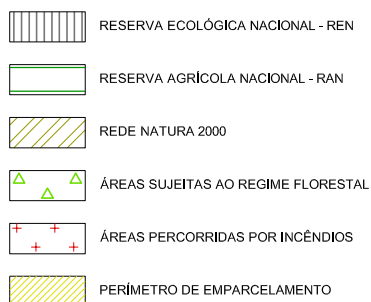 RESERVA ECOLÓGICA NACIONAL - REN
RESERVA AGRÍCOLA NACIONAL - RAN
REDE NATURA 2000
ÁREAS SUJEITAS AO REGIME FLORESTAL
ÁREAS PERCORRIDAS POR INCÊNDIOS
PERÍMETRO DE EMPARCELAMENTO